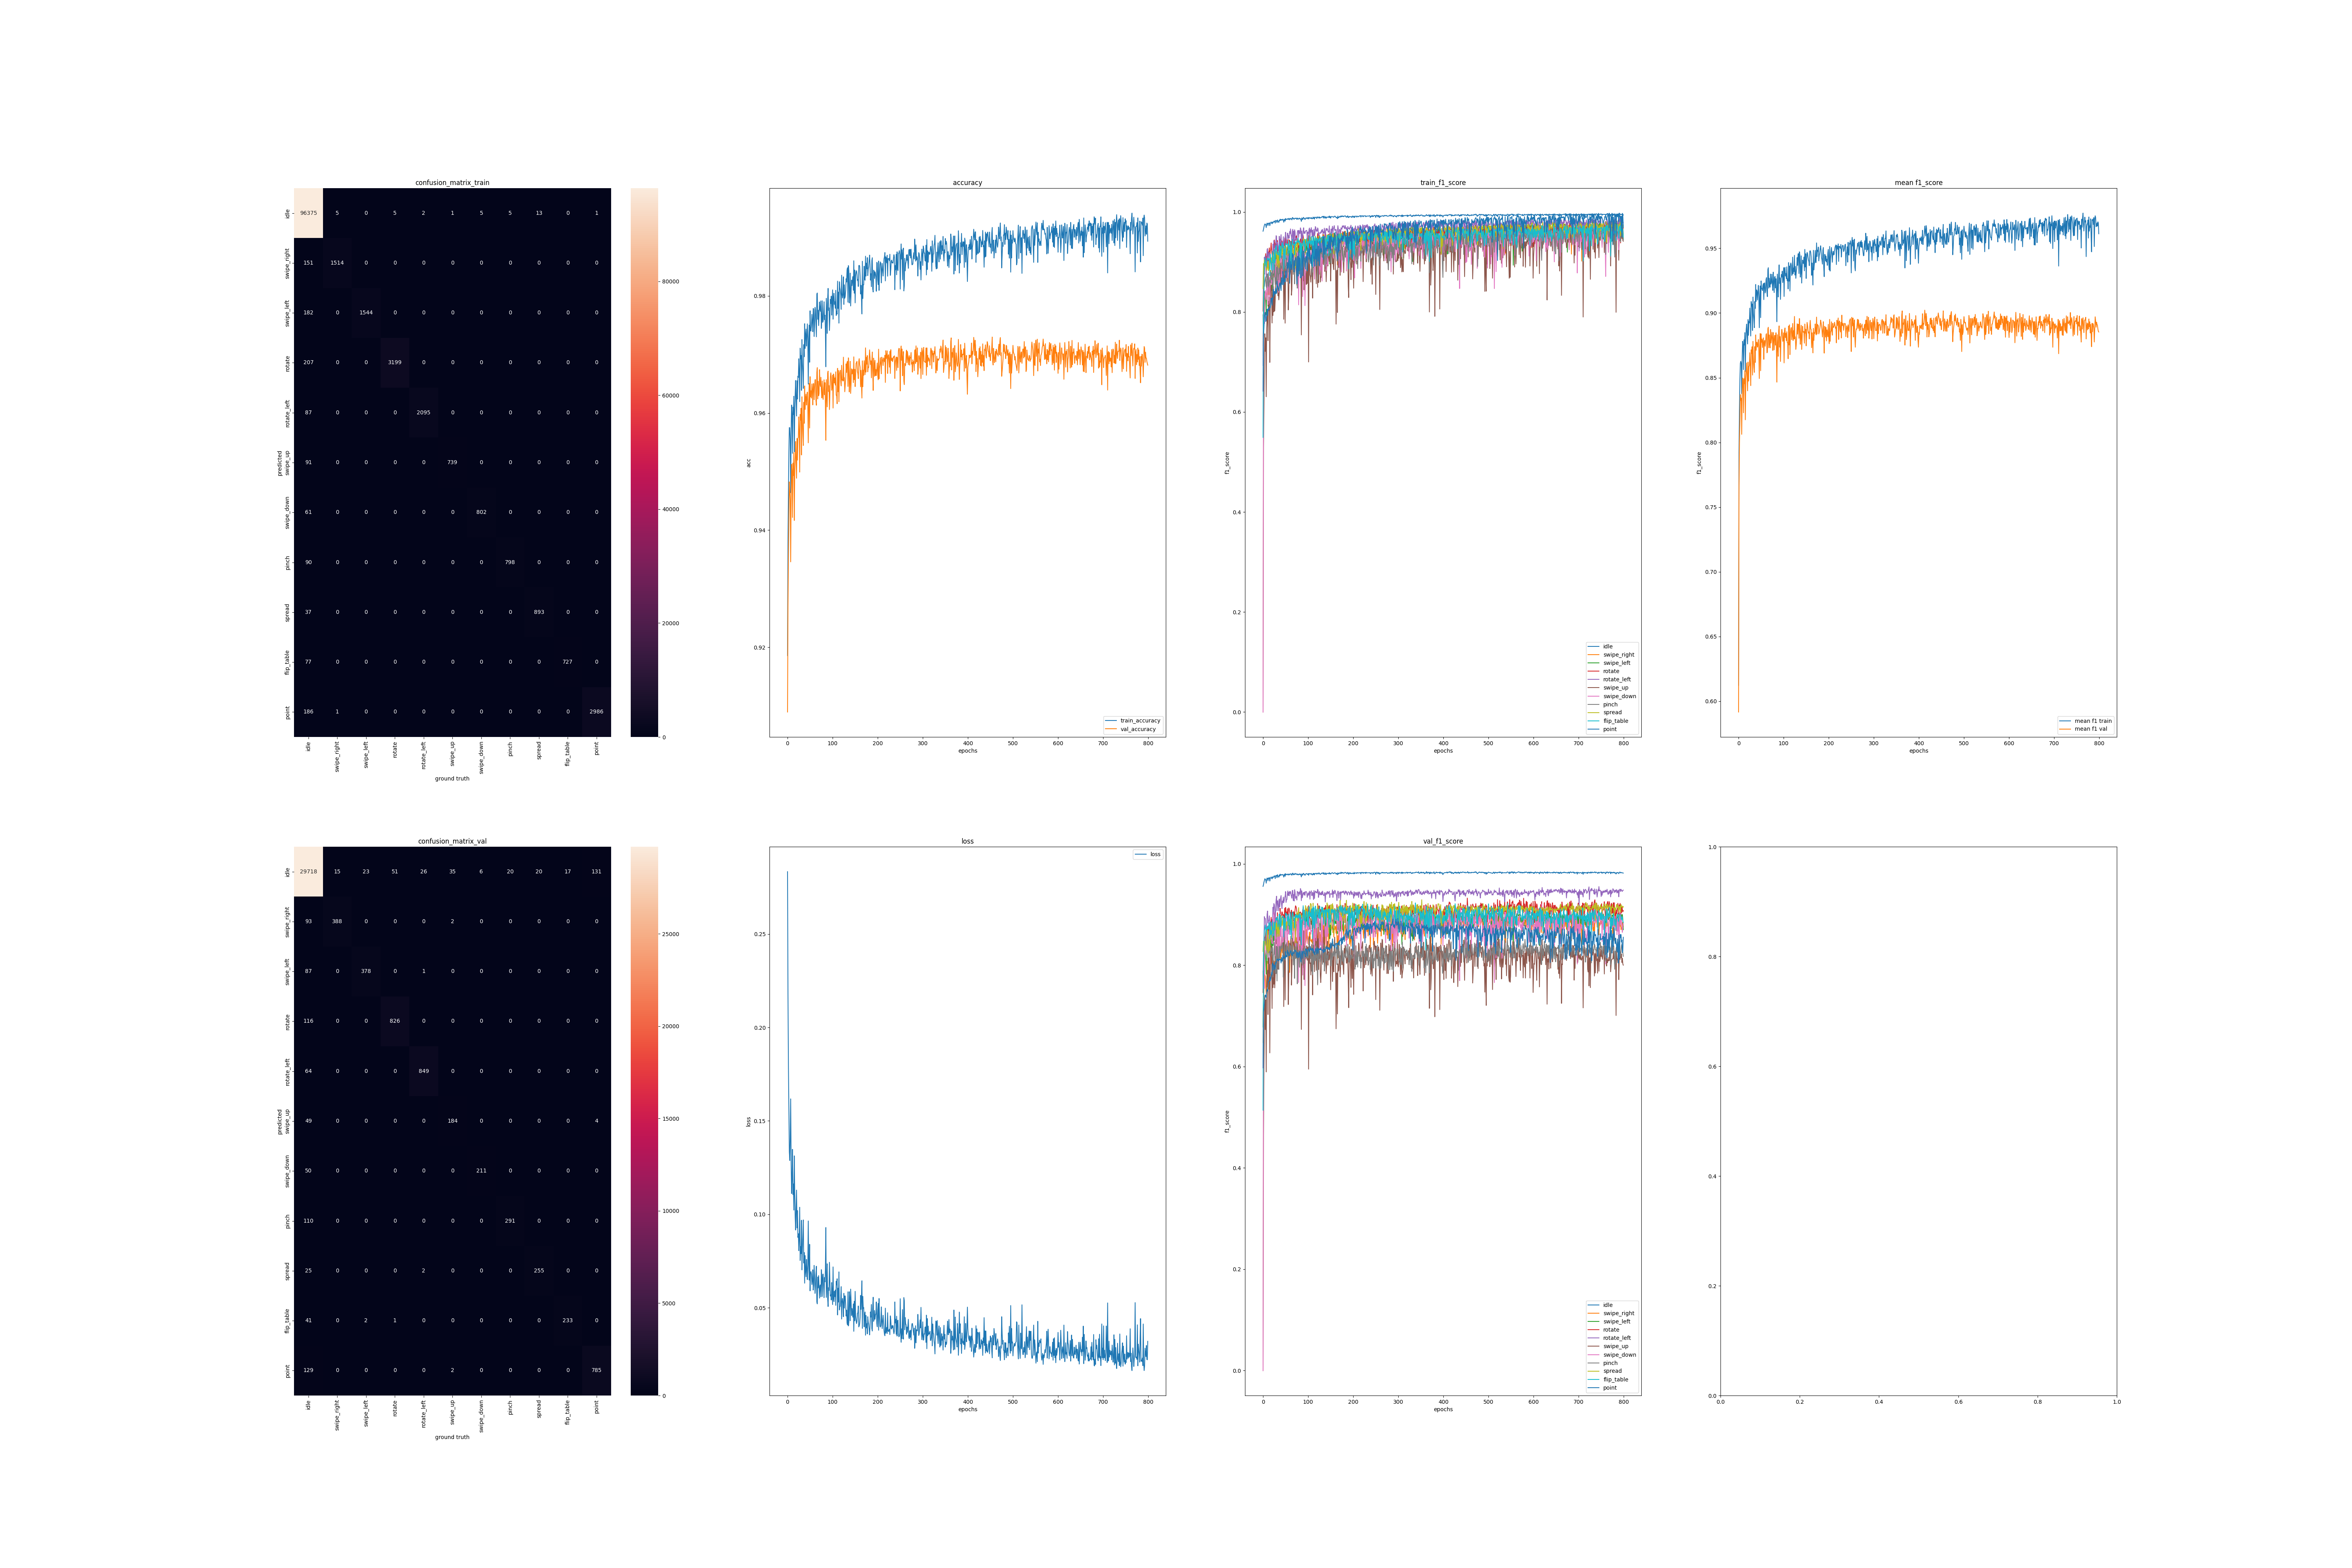 confusion_matrix_train
predicted
idle 96375 5 0 5 2 1 5 5 13 0 1
swipe_right 151 1514 0 0 0 0 0 0 0 0 0
swipe_left 182 0 1544 0 0 0 0 0 0 0 0
rotate 207 0 0 3199 0 0 0 0 0 0 0
rotate_left 87 0 0 0 2095 0 0 0 0 0 0
swipe_up 91 0 0 0 0 739 0 0 0 0 0
swipe_down 61 0 0 0 0 0 802 0 0 0 0
pinch 90 0 0 0 0 0 0 798 0 0 0
spread 37 0 0 0 0 0 0 0 893 0 0
flip_table 77 0 0 0 0 0 0 0 0 727 0
point 186 1 0 0 0 0 0 0 0 0 2986
idle swipe_right swipe_left rotate rotate_left swipe_up swipe_down pinch spread flip_table point
ground truth
80000
60000
40000
20000
0
accuracy
acc
0.98
0.96
0.94
0.92
0 100 200 300 400 500 600 700 800
epochs
train_accuracy
val_accuracy
train_f1_score
f1_score
1.0
0.8
0.6
0.4
0.2
0.0
0 100 200 300 400 500 600 700 800
epochs
idle
swipe_right
swipe_left
rotate
rotate_left
swipe_up
swipe_down
pinch
spread
flip_table
point
mean f1_score
f1_score
0.95
0.90
0.85
0.80
0.75
0.70
0.65
0.60
0 100 200 300 400 500 600 700 800
epochs
mean f1 train
mean f1 val
confusion_matrix_val
predicted
idle 29718 15 23 51 26 35 6 20 20 17 131
swipe_right 93 388 0 0 0 2 0 0 0 0 0
swipe_left 87 0 378 0 1 0 0 0 0 0 0
rotate 116 0 0 826 0 0 0 0 0 0 0
rotate_left 64 0 0 0 849 0 0 0 0 0 0
swipe_up 49 0 0 0 0 184 0 0 0 0 4
swipe_down 50 0 0 0 0 0 211 0 0 0 0
pinch 110 0 0 0 0 0 0 291 0 0 0
spread 25 0 0 0 2 0 0 0 255 0 0
flip_table 41 0 2 1 0 0 0 0 0 233 0
point 129 0 0 0 0 2 0 0 0 0 785
idle swipe_right swipe_left rotate rotate_left swipe_up swipe_down pinch spread flip_table point
ground truth
25000
20000
15000
10000
5000
0
loss
loss
0.25
0.20
0.15
0.10
0.05
0 100 200 300 400 500 600 700 800
epochs
loss
val_f1_score
f1_score
1.0
0.8
0.6
0.4
0.2
0.0
0 100 200 300 400 500 600 700 800
epochs
idle
swipe_right
swipe_left
rotate
rotate_left
swipe_up
swipe_down
pinch
spread
flip_table
point
1.0
0.8
0.6
0.4
0.2
0.0
0.0 0.2 0.4 0.6 0.8 1.0